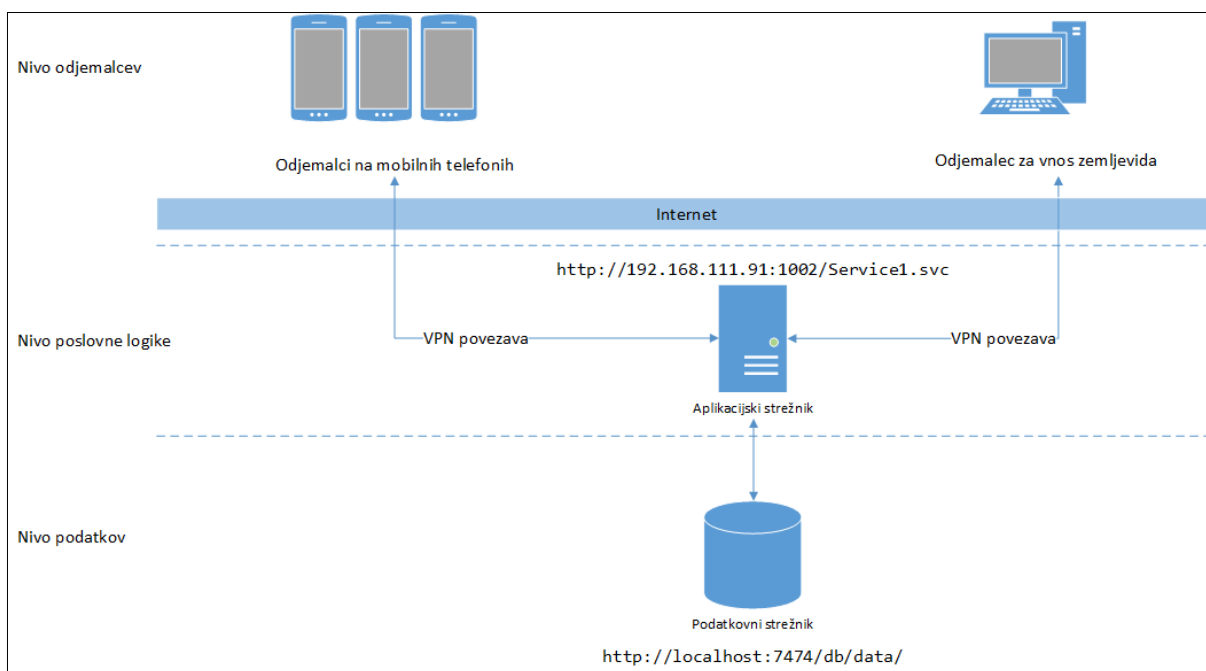 Nivo odjemalcev
Odjemalci na mobilnih telefonih
Odjemalec za vnos zemljevida
Internet
http://192.168.111.91:1002/Service1.svc
Nivo poslovne logike
VPN povezava
VPN povezava
Aplikacijski strežnik
Nivo podatkov
Podatkovni strežnik
http://localhost:7474/db/data/